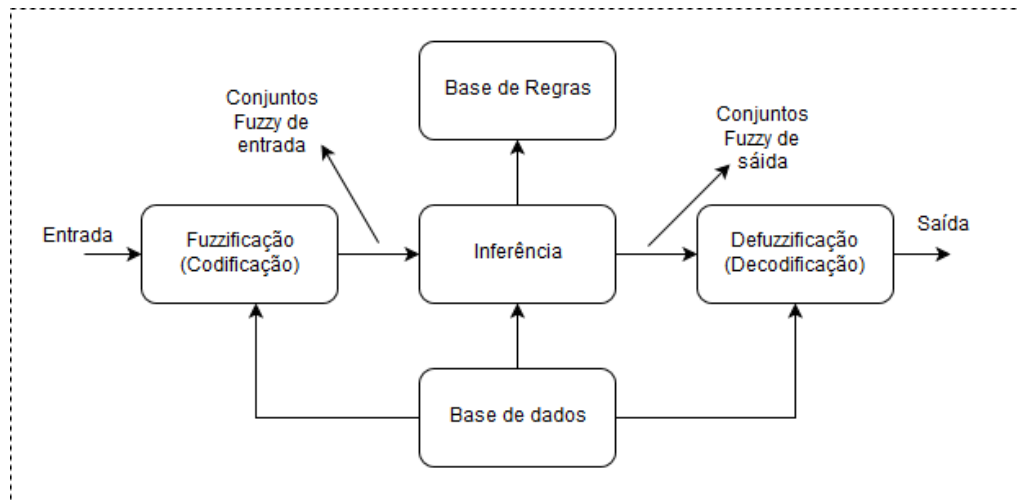 Base de Regras
Conjuntos
Fuzzy de
entrada
Conjuntos
Fuzzy de
sáida
Entrada
Fuzzificação
(Codificação)
Inferência
Defuzzificação
(Decodificação)
Saída
Base de dados